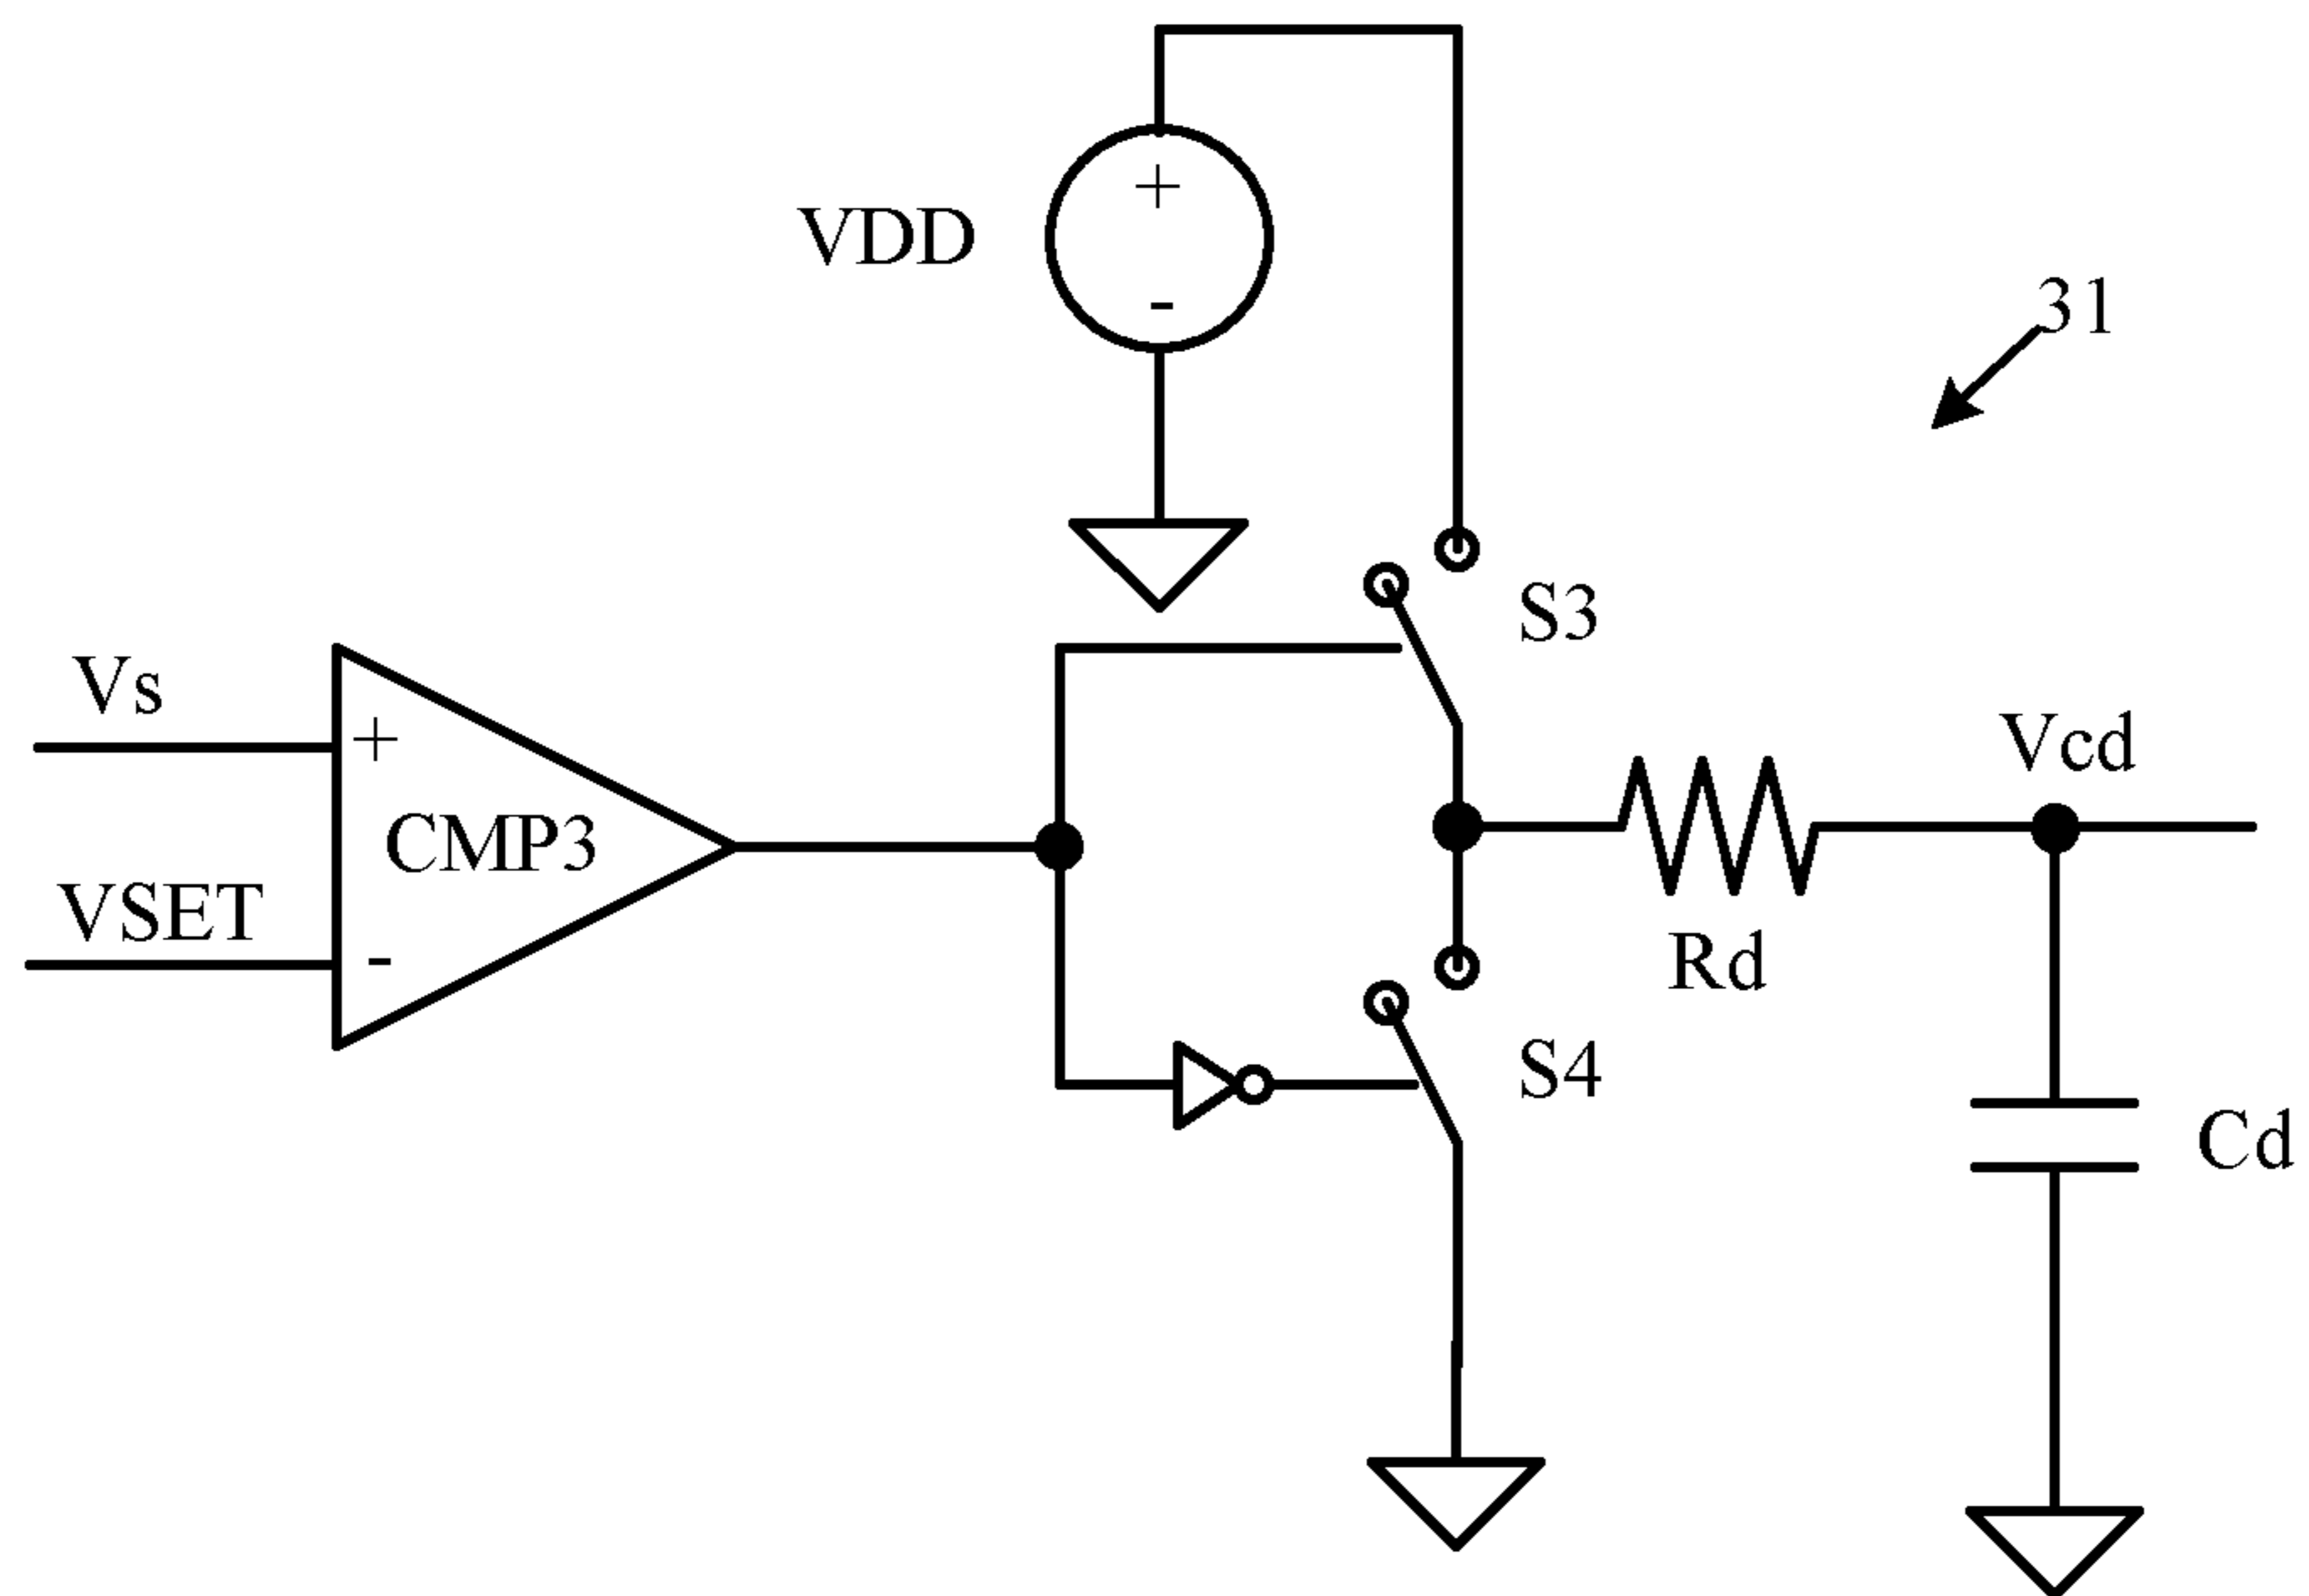 +
VDD
-
31
S3
Vs
+
Vcd
CMP3
VSET
-
Rd
S4
Cd